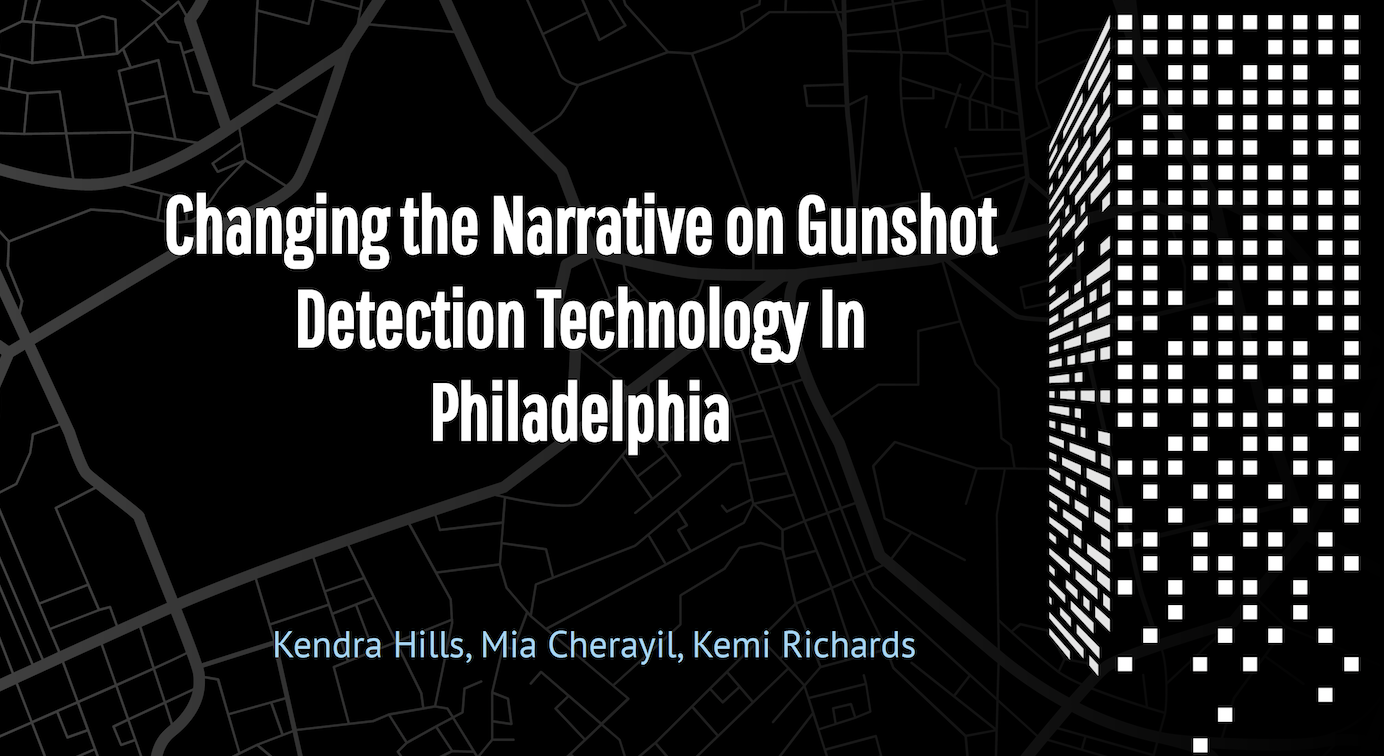 Changing the Narrative on Gunshot
Detection Technology In
Philadelphia
Kendra Hills, Mia Cherayil, Kemi Richards